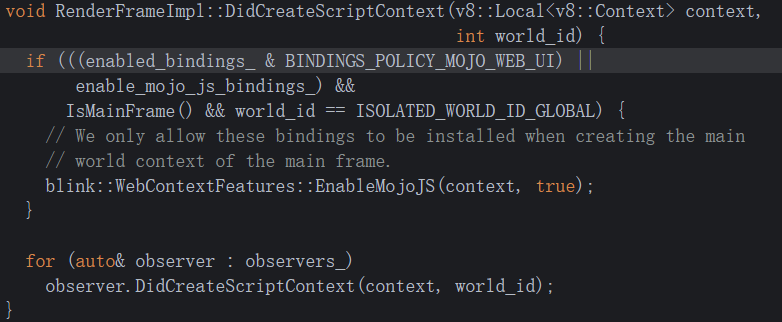 void RenderFrameImpl::DidCreateScriptContext(v8::Local<v8::Context> context,
                                             int world_id) {
  if (((enabled_bindings_ & BINDINGS_POLICY_MOJO_WEB_UI) ||
       enable_mojo_js_bindings_) &&
      IsMainFrame() && world_id == ISOLATED_WORLD_ID_GLOBAL) {
    // We only allow these bindings to be installed when creating the main
    // world context of the main frame.
    blink::WebContextFeatures::EnableMojoJS(context, true);
  }

  for (auto& observer : observers_)
    observer.DidCreateScriptContext(context, world_id);
}